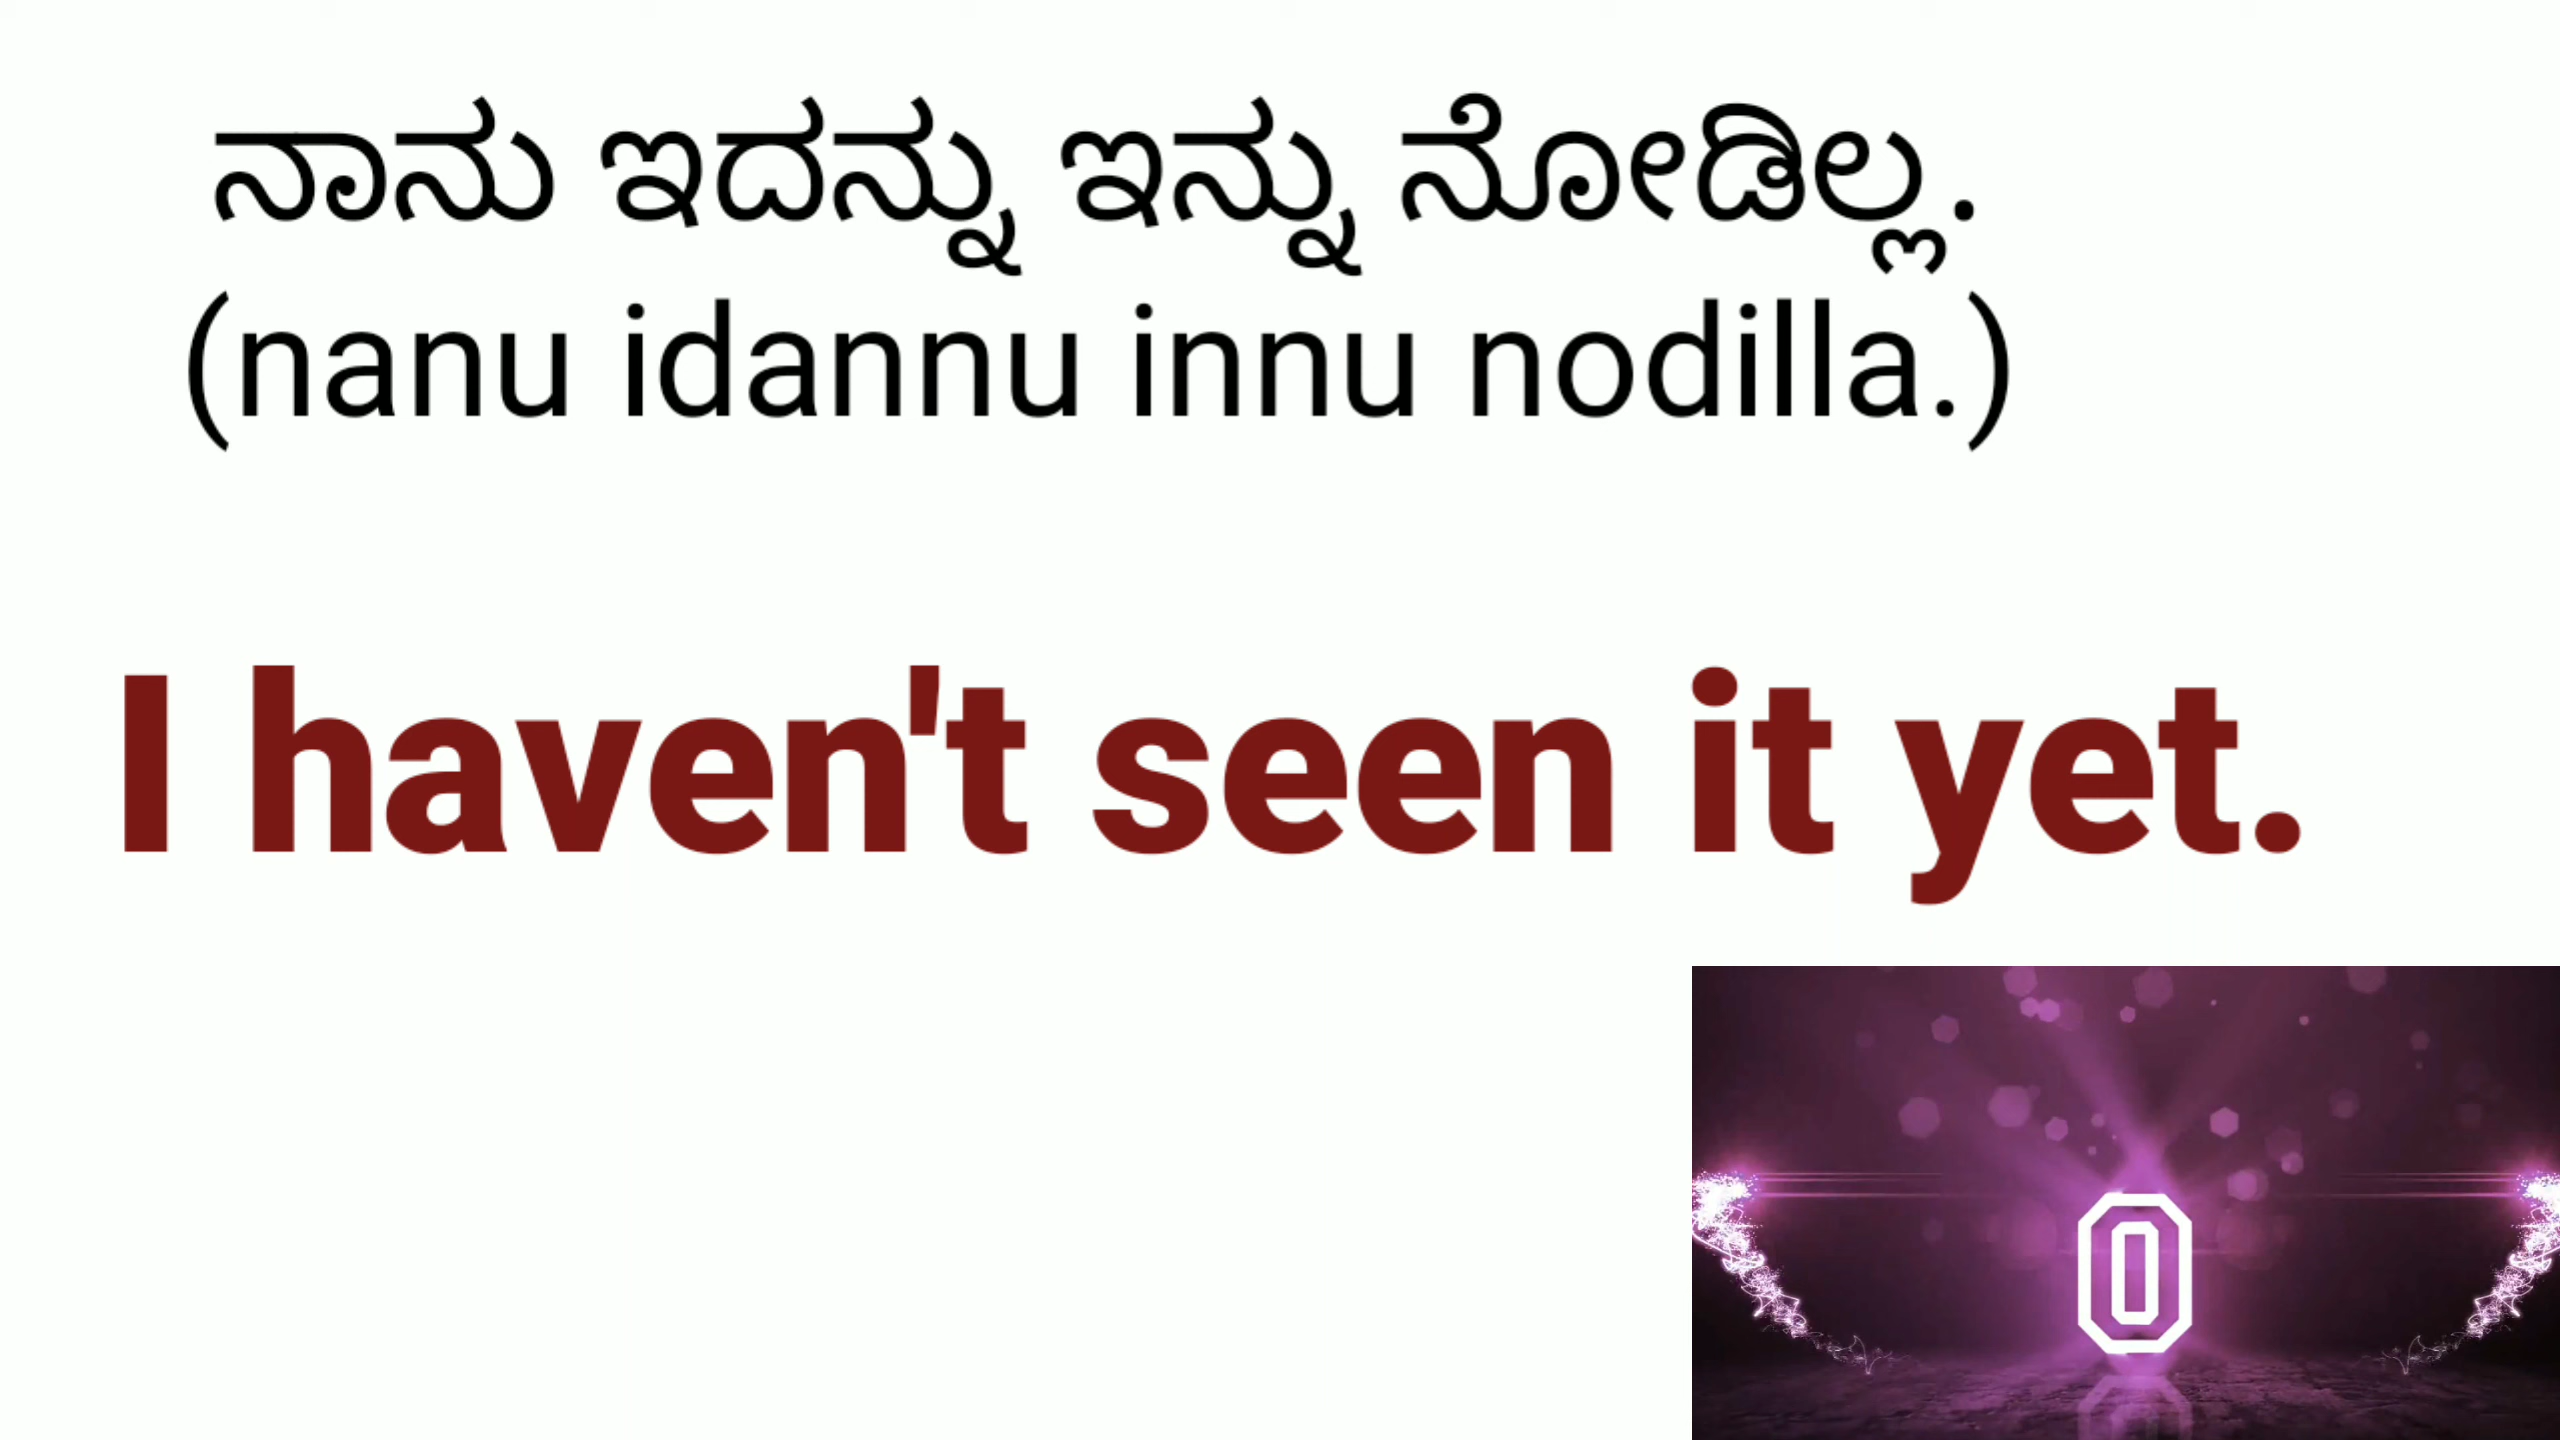 ನಾನು ಇದನ್ನು ಇನ್ನು ನೋಡಿಲ್ಲ.
(nanu idannu innu nodilla.)
I haven't seen it yet.
0